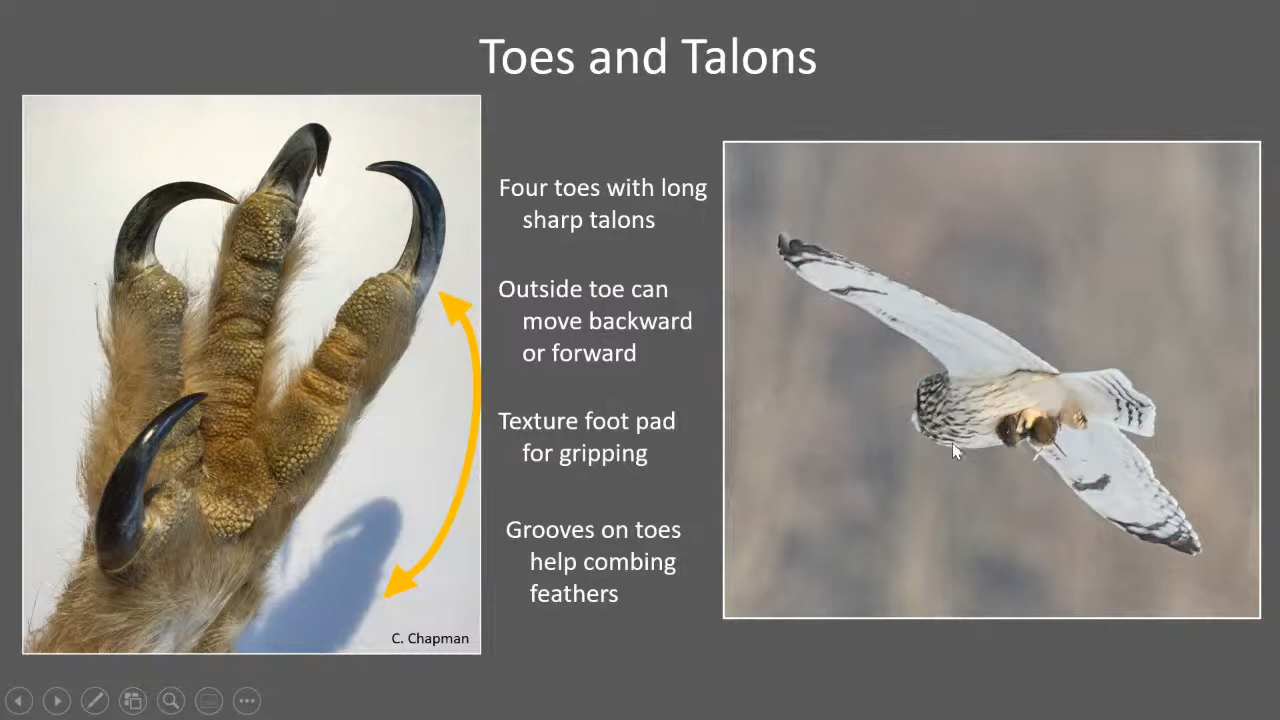 Toes and Talons
Four toes with long
sharp talons
Outside toe can
move backward
or forward
Texture foot pad
for gripping
Grooves on toes
help combing
feathers
C. Chapman